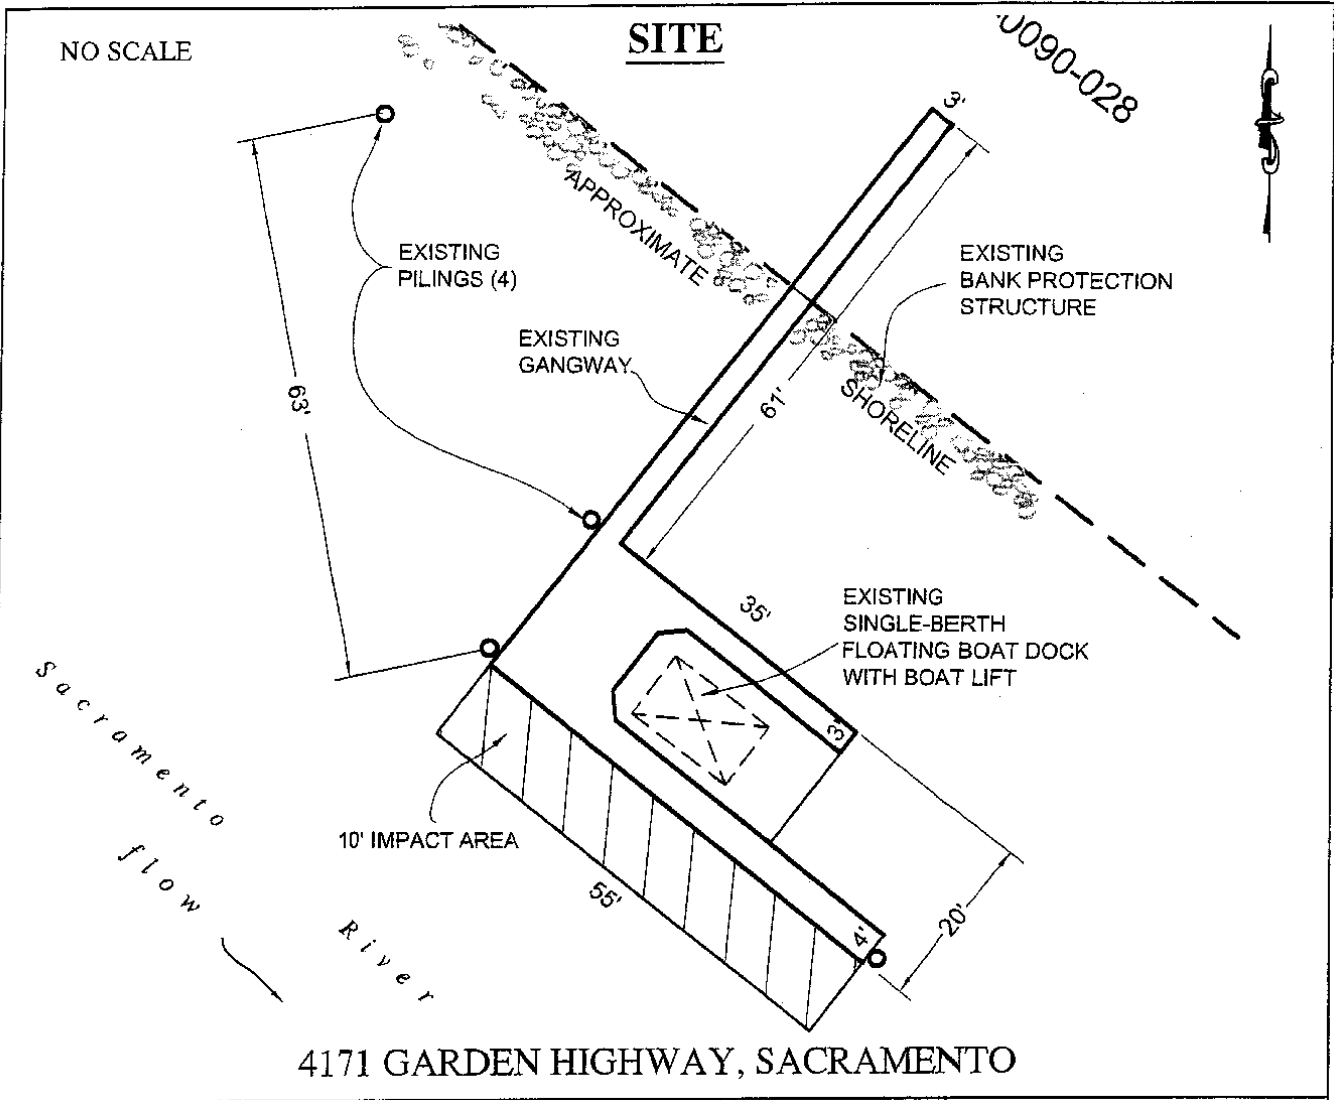 NO SCALE
SITE
0090-028
3'
APPROXIMATE
EXISTING
PILINGS (4)
EXISTING
BANK PROTECTION
STRUCTURE
EXISTING
GANGWAY
63'
61'
SHORELINE
35'
EXISTING
SINGLE-BERTH
FLOATING BOAT DOCK
WITH BOAT LIFT
3'
Sacramento
flow
River
10' IMPACT AREA
55'
4'
20'
4171 GARDEN HIGHWAY, SACRAMENTO